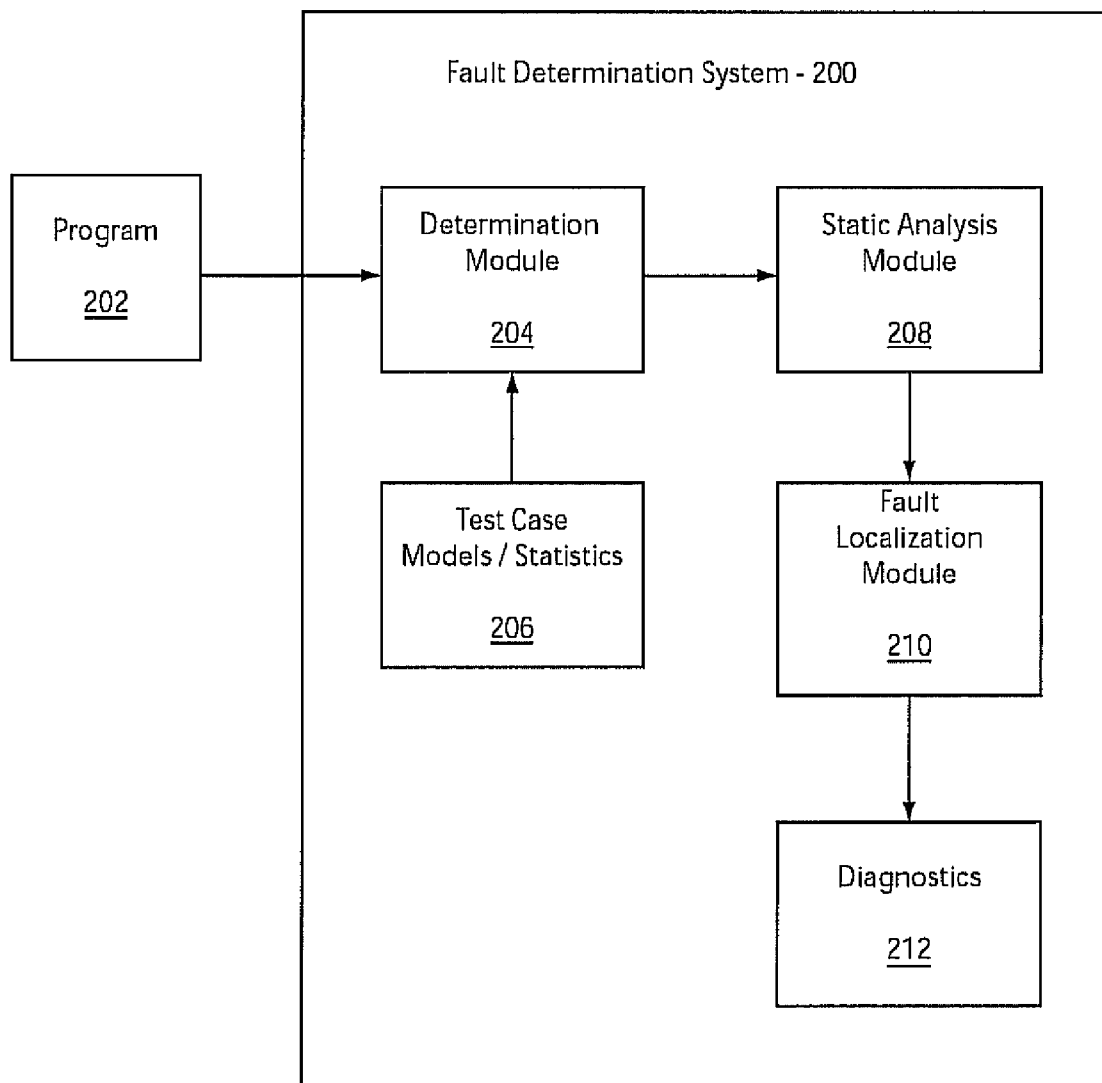 Fault Determination System - 200
Program
202
Determination
Module
204
Static Analysis
Module
208
Test Case
Models / Statistics
206
Fault
Localization
Module
210
Diagnostics
212